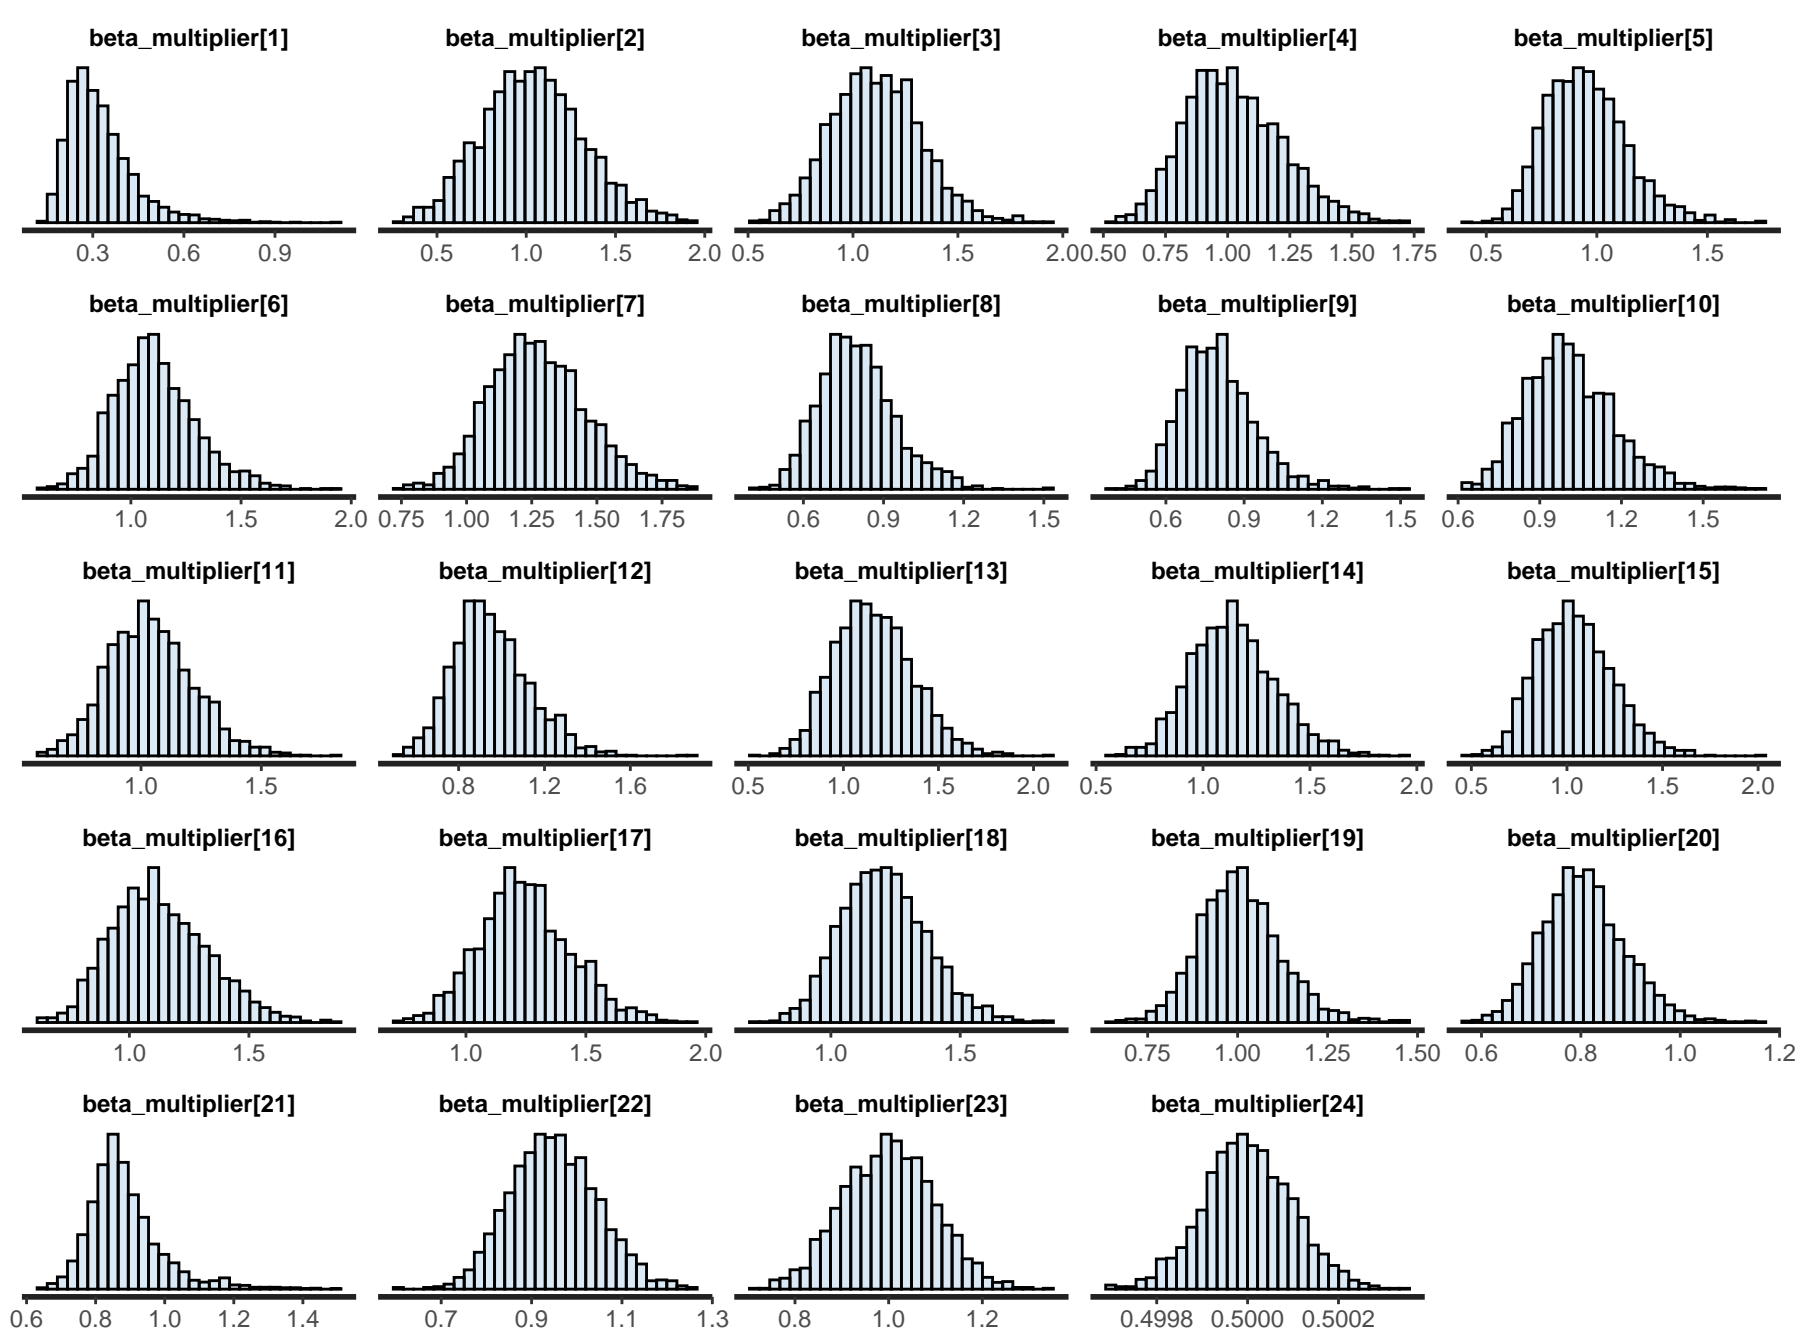 beta_multiplier[1] beta_multiplier[2] beta_multiplier[3] beta_multiplier[4] beta_multiplier[5]
0.3 0.6 0.9 0.5 1.0 1.5 2.0 0.5 1.0 1.5 2.0 0.50 0.75 1.00 1.25 1.50 1.75 0.5 1.0 1.5
beta_multiplier[6] beta_multiplier[7] beta_multiplier[8] beta_multiplier[9] beta_multiplier[10]
1.0 1.5 2.0 0.75 1.00 1.25 1.50 1.75 0.6 0.9 1.2 1.5 0.6 0.9 1.2 1.5 0.6 0.9 1.2 1.5
beta_multiplier[11] beta_multiplier[12] beta_multiplier[13] beta_multiplier[14] beta_multiplier[15]
1.0 1.5 0.8 1.2 1.6 0.5 1.0 1.5 2.0 0.5 1.0 1.5 2.0 0.5 1.0 1.5 2.0
beta_multiplier[16] beta_multiplier[17] beta_multiplier[18] beta_multiplier[19] beta_multiplier[20]
1.0 1.5 1.0 1.5 2.0 1.0 1.5 0.75 1.00 1.25 1.50 0.6 0.8 1.0 1.2
beta_multiplier[21] beta_multiplier[22] beta_multiplier[23] beta_multiplier[24]
0.6 0.8 1.0 1.2 1.4 0.7 0.9 1.1 1.3 0.8 1.0 1.2 0.4998 0.5000 0.5002